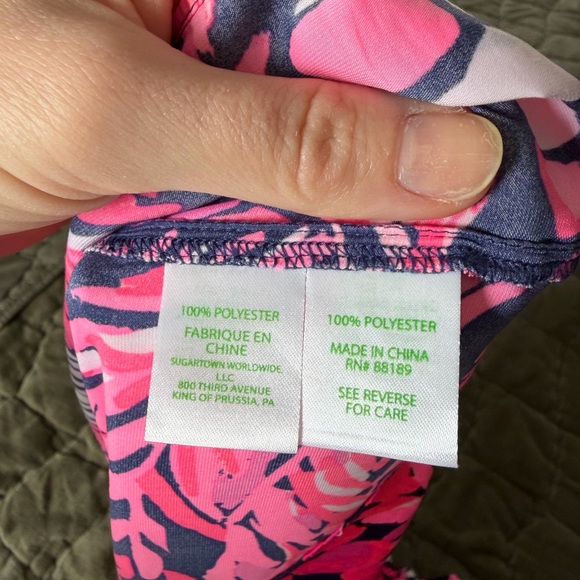 100% POLYESTER
FABRIQUE EN
CHINE
SUGARTOWN WORLDWIDE,
LLC
800 THIRD AVENUE
KING OF PRUSSIA, PA
100% POLYESTER
MADE IN CHINA
RN# 88189
SEE REVERSE
FOR CARE